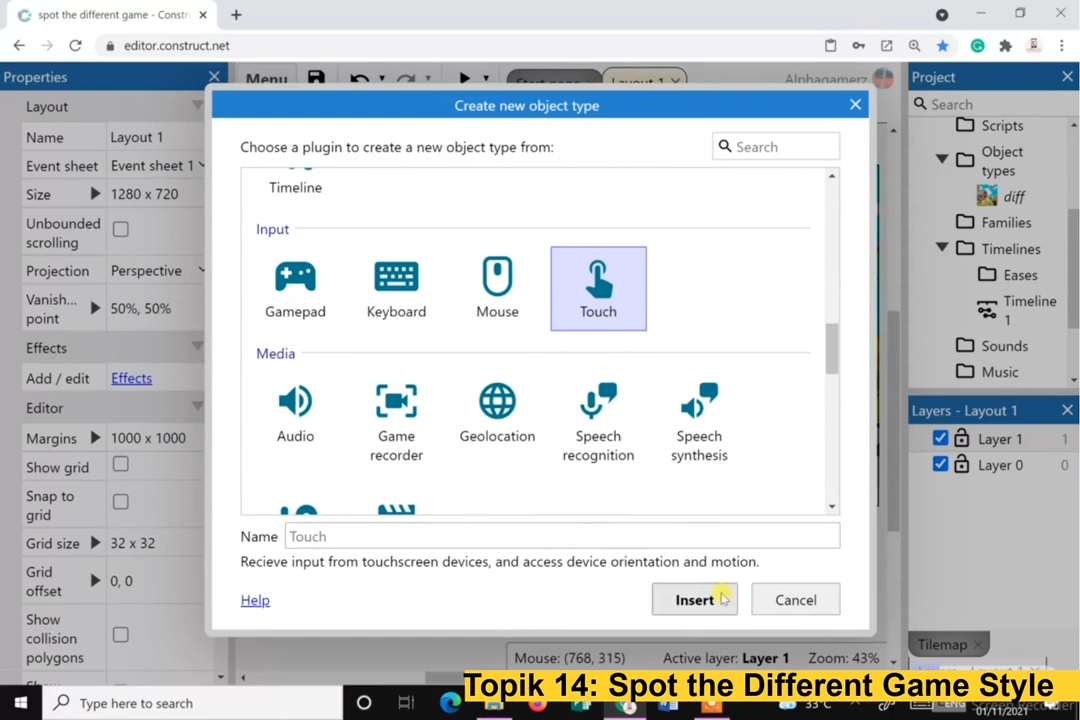 spot the different game - Constr
editor.construct.net
Properties
Menu
Layout 1
Alphagamerz
Project
Layout
Name Layout 1
Event sheet Event sheet 1
Size 1280 x 720
Unbounded
scrolling
Projection Perspective
Vanish...
point
50%, 50%
Effects
Add / edit Effects
Editor
Margins 1000 x 1000
Show grid
Snap to
grid
Grid size 32 x 32
Grid
offset
0, 0
Show
collision
polygons
Create new object type
Choose a plugin to create a new object type from:
Search
Timeline
Input
Gamepad Keyboard Mouse Touch
Media
Audio Game
recorder
Geolocation Speech
recognition
Speech
synthesis
Name Touch
Recieve input from touchscreen devices, and access device orientation and motion.
Help Insert Cancel
Search
Scripts
Object
types
diff
Families
Timelines
Eases
Timeline
1
Sounds
Music
Layers - Layout 1
Layer 1 1
Layer 0 0
Tilemap
Mouse: (768, 315) Active layer: Layer 1 Zoom: 43%
Topik 14: Spot the Different Game Style
Type here to search
33°C
ENG
01/11/2021